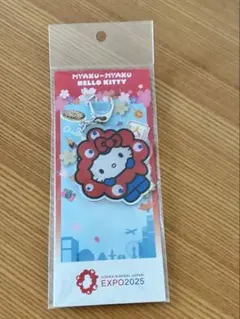 MYAKU-MYAKU
HELLO KITTY
OSAKA, KANSAI, JAPAN
EXPO2025